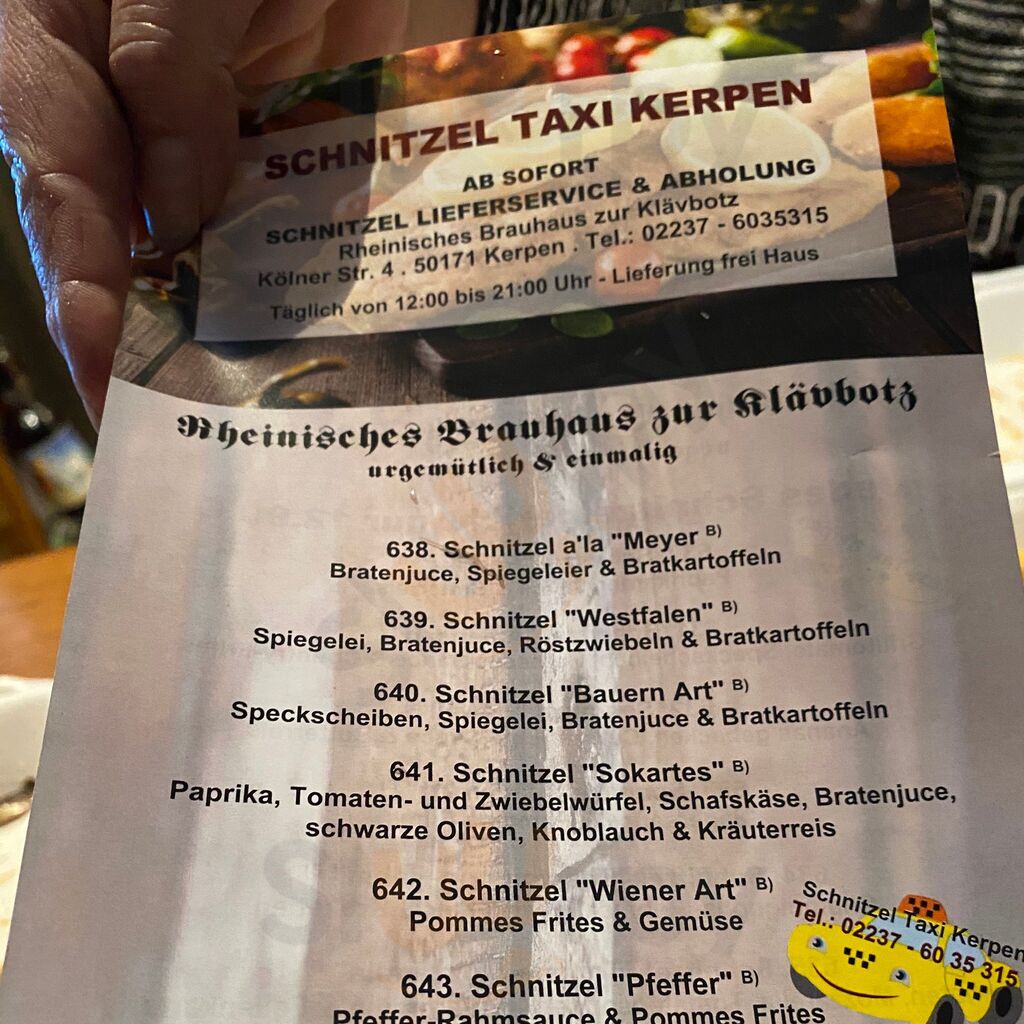 SCHNITZEL TAXI KERPEN
AB SOFORT
SCHNITZEL LIEFERSERVICE & ABHOLUNG
Rheinisches Brauhaus zur Klävbotz
Kölner Str. 4 . 50171 Kerpen . Tel.: 02237 - 6035315
Täglich von 12:00 bis 21:00 Uhr - Lieferung frei Haus
Rheinisches Brauhaus zur Klävbotz
urgemütlich & einmalig
638. Schnitzel a'la "Meyer B)
Bratenjuce, Spiegeleier & Bratkartoffeln
639. Schnitzel "Westfalen" B)
Spiegelei, Bratenjuce, Röstzwiebeln & Bratkartoffeln
640. Schnitzel "Bauern Art" B)
Speckscheiben, Spiegelei, Bratenjuce & Bratkartoffeln
641. Schnitzel "Sokartes" B)
Paprika, Tomaten- und Zwiebelwürfel, Schafskäse, Bratenjuce,
schwarze Oliven, Knoblauch & Kräuterreis
642. Schnitzel "Wiener Art" B)
Pommes Frites & Gemüse
643. Schnitzel "Pfeffer" B)
Pfeffer-Rahmsauce & Pommes Frites
Schnitzel Taxi Kerpen
Tel.: 02237 - 60 35 315